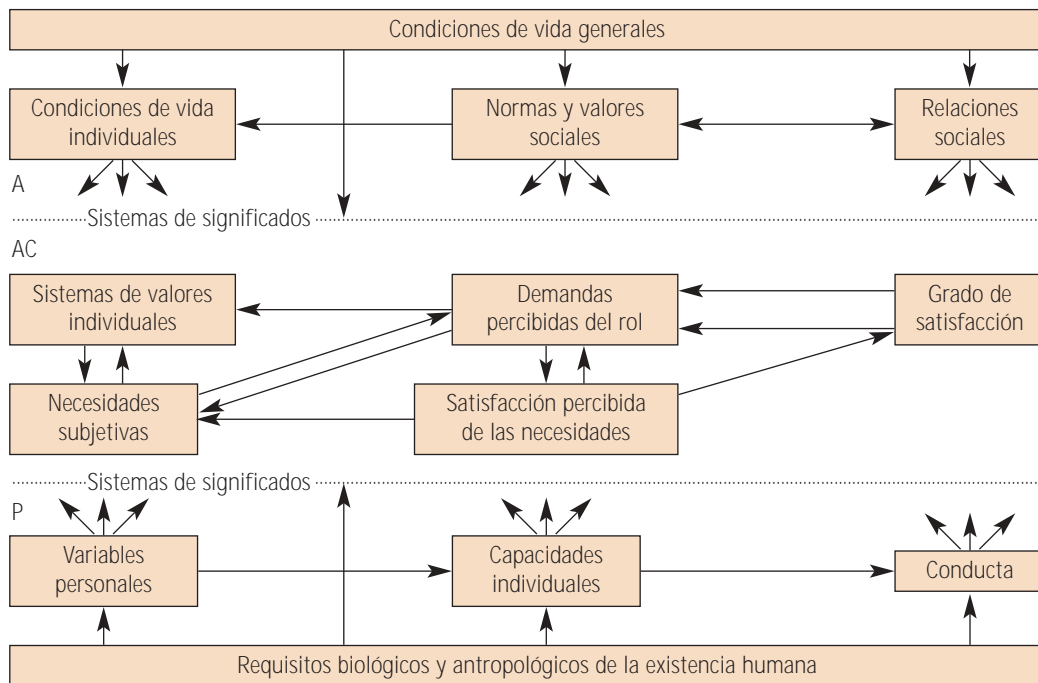 Condiciones de vida generales
Condiciones de vida
individuales
Normas y valores
sociales
Relaciones
sociales
A
Sistemas de significados
AC
Sistemas de valores
individuales
Demandas
percibidas del rol
Grado de
satisfacción
Necesidades
subjetivas
Satisfacción percibida
de las necesidades
Sistemas de significados
P
Variables
personales
Capacidades
individuales
Conducta
Requisitos biológicos y antropológicos de la existencia humana